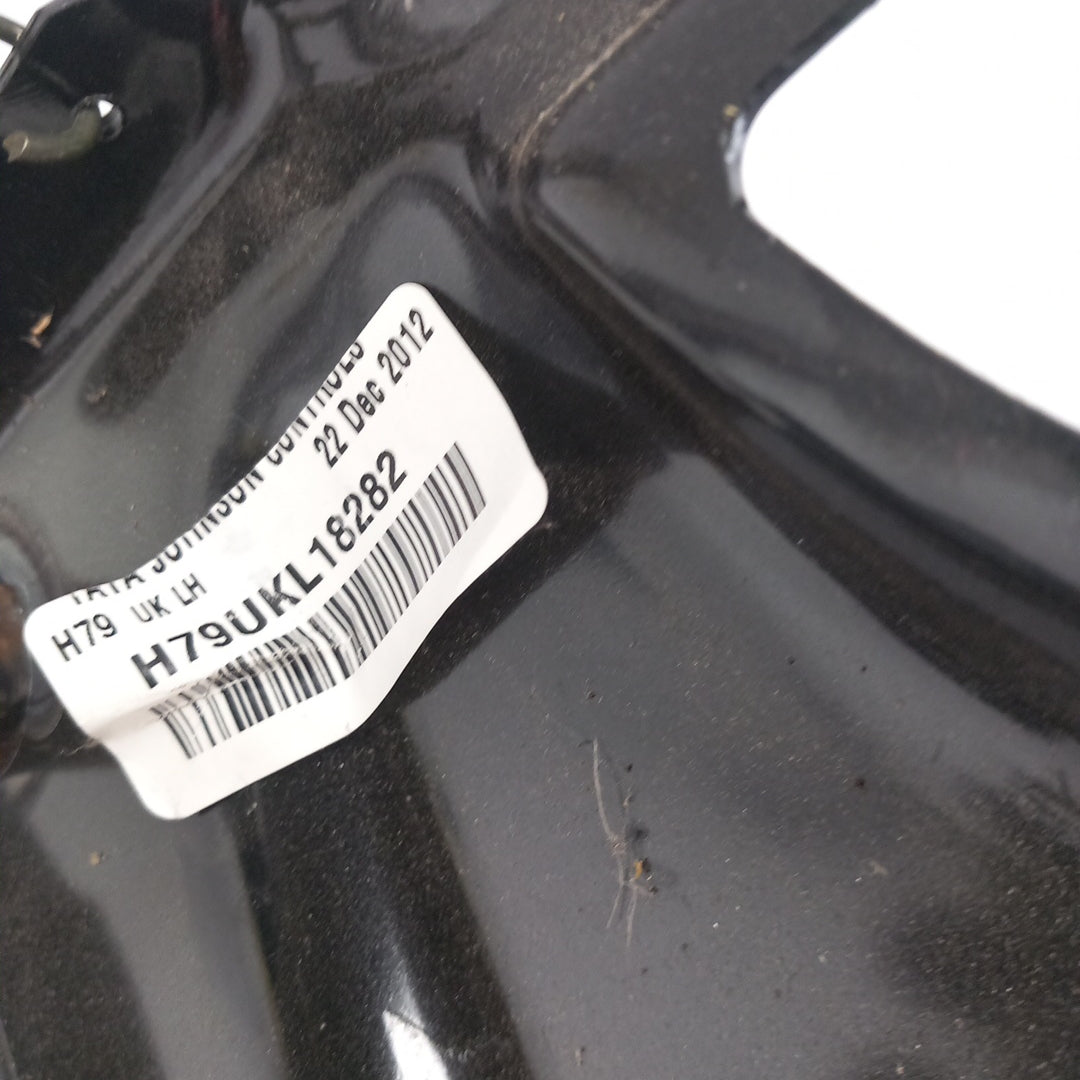 TATA JOHNSON CONTROLS
22 Dec 2012
H79 UK LH
H79UKL18282